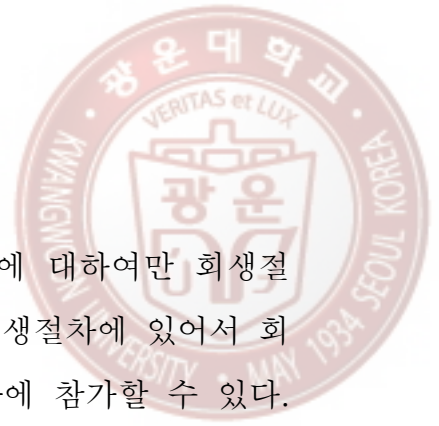 광운대학교
VERITAS et LUX
광운
KWANGWOON UNIVERSITY • MAY 1934 SEOUL KOREA
에 대하여만 회생절
생절차에 있어서 회
에 참가할 수 있다.